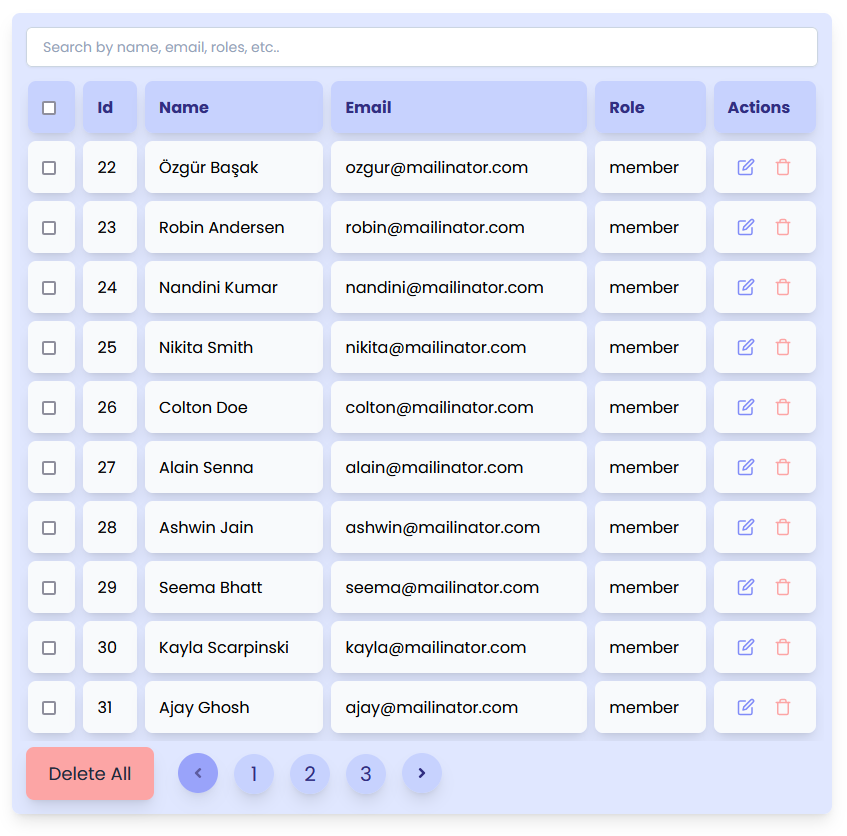 Search by name, email, roles, etc..
Id Name Email Role Actions
22 Özgür Başak ozgur@mailinator.com member
23 Robin Andersen robin@mailinator.com member
24 Nandini Kumar nandini@mailinator.com member
25 Nikita Smith nikita@mailinator.com member
26 Colton Doe colton@mailinator.com member
27 Alain Senna alain@mailinator.com member
28 Ashwin Jain ashwin@mailinator.com member
29 Seema Bhatt seema@mailinator.com member
30 Kayla Scarpinski kayla@mailinator.com member
31 Ajay Ghosh ajay@mailinator.com member
Delete All 1 2 3